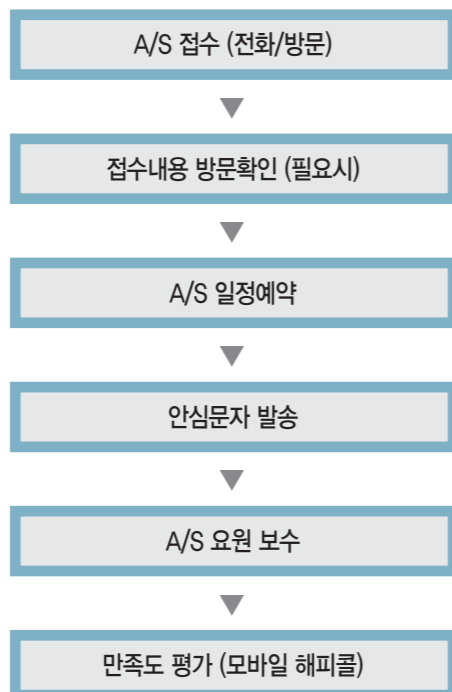 A/S 접수 (전화/방문)
접수내용 방문확인 (필요시)
A/S 일정예약
안심문자 발송
A/S 요원 보수
만족도 평가 (모바일 해피콜)